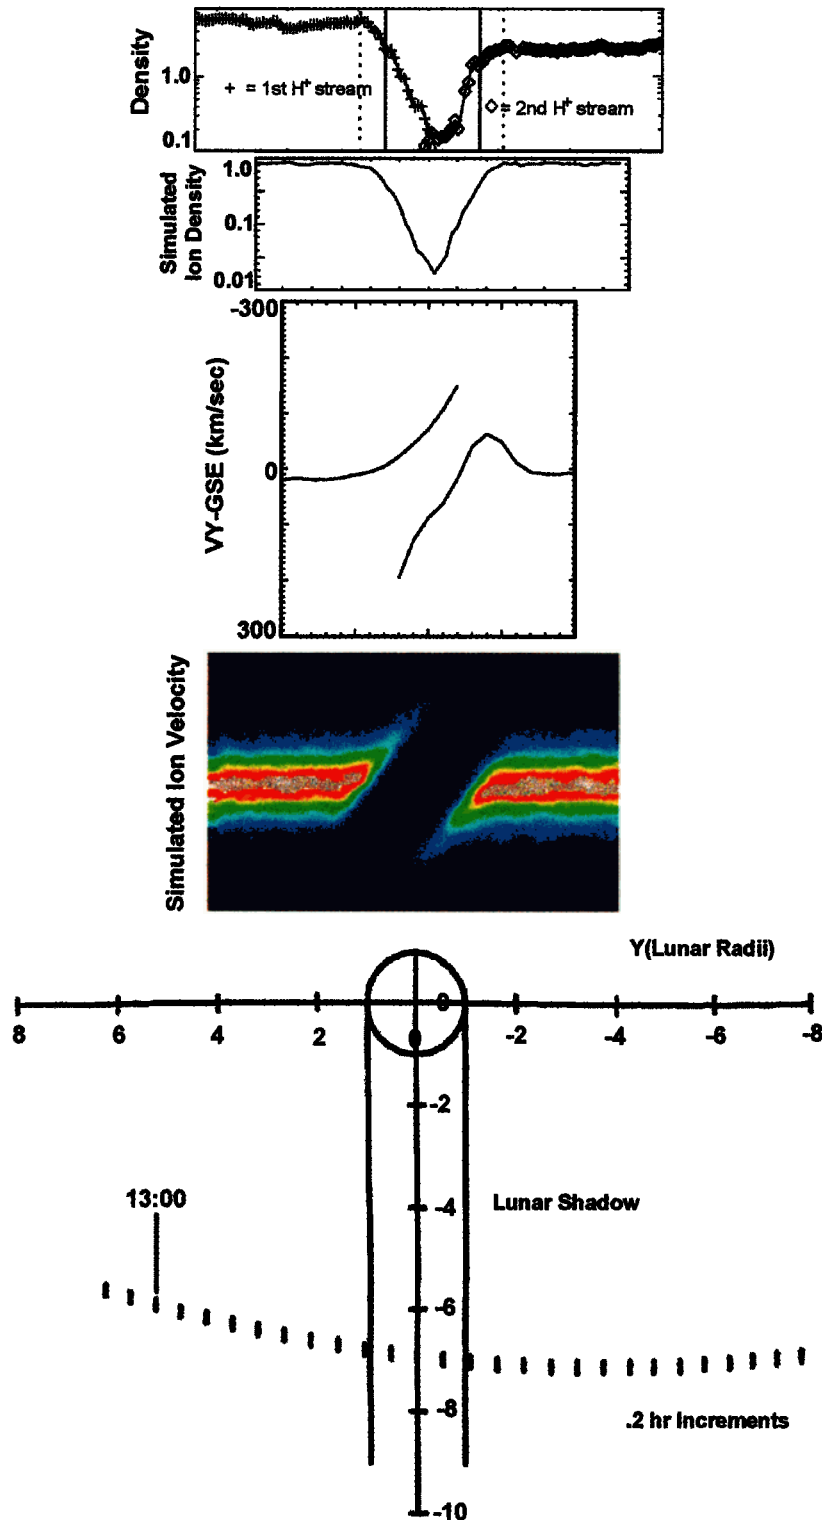 Density
1.0
0.1
+ = 1st H+ stream
◇= 2nd H+ stream
Simulated
Ion Density
1.0
0.1
0.01
VY-GSE (km/sec)
-300
0
300
Simulated Ion Velocity
Y(Lunar Radii)
8 6 4 2 0 -2 -4 -6 -8
0
-2
-4
Lunar Shadow
13:00
-6
-8
.2 hr increments
-10